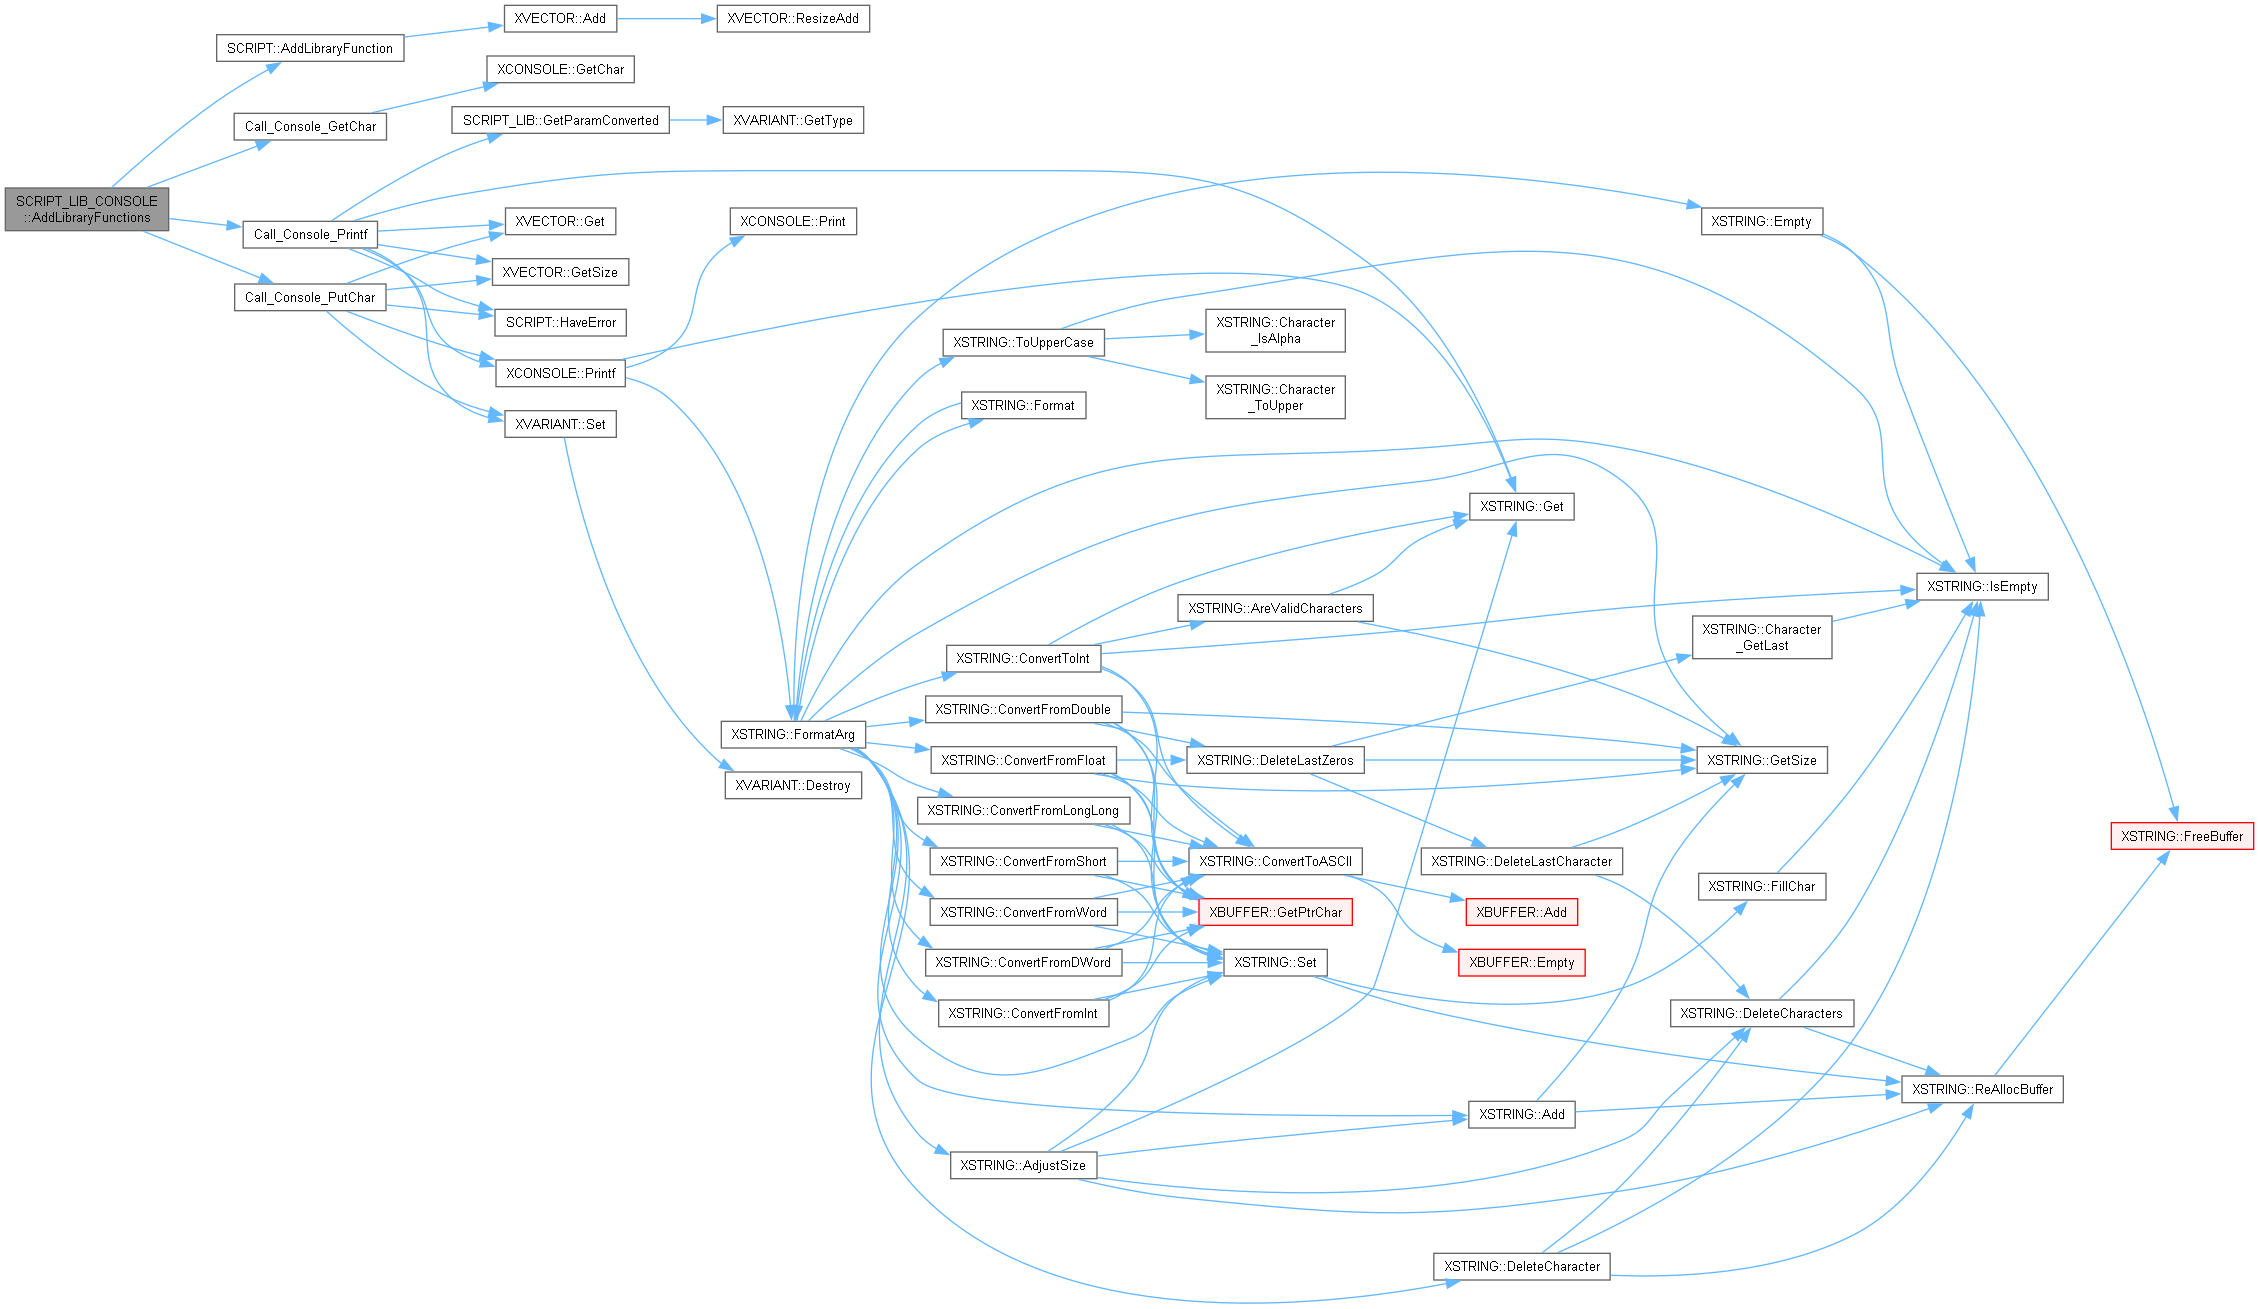 SCRIPT_LIB_CONSOLE
::AddLibraryFunctions
SCRIPT::AddLibraryFunction
Call_Console_GetChar
Call_Console_Printf
Call_Console_PutChar
XVECTOR::Add
XVECTOR::ResizeAdd
XCONSOLE::GetChar
SCRIPT_LIB::GetParamConverted
XVARIANT::GetType
XVECTOR::Get
XVECTOR::GetSize
SCRIPT::HaveError
XCONSOLE::Printf
XVARIANT::Set
XCONSOLE::Print
XSTRING::FormatArg
XVARIANT::Destroy
XSTRING::ToUpperCase
XSTRING::Format
XSTRING::ConvertToInt
XSTRING::ConvertFromDouble
XSTRING::ConvertFromFloat
XSTRING::ConvertFromLongLong
XSTRING::ConvertFromShort
XSTRING::ConvertFromWord
XSTRING::ConvertFromDWord
XSTRING::ConvertFromInt
XSTRING::AdjustSize
XSTRING::Character
_IsAlpha
XSTRING::Character
_ToUpper
XSTRING::AreValidCharacters
XSTRING::DeleteLastZeros
XSTRING::ConvertToASCII
XBUFFER::GetPtrChar
XSTRING::Set
XSTRING::Get
XSTRING::DeleteLastCharacter
XBUFFER::Add
XBUFFER::Empty
XSTRING::Add
XSTRING::DeleteCharacter
XSTRING::Empty
XSTRING::Character
_GetLast
XSTRING::GetSize
XSTRING::FillChar
XSTRING::DeleteCharacters
XSTRING::IsEmpty
XSTRING::ReAllocBuffer
XSTRING::FreeBuffer